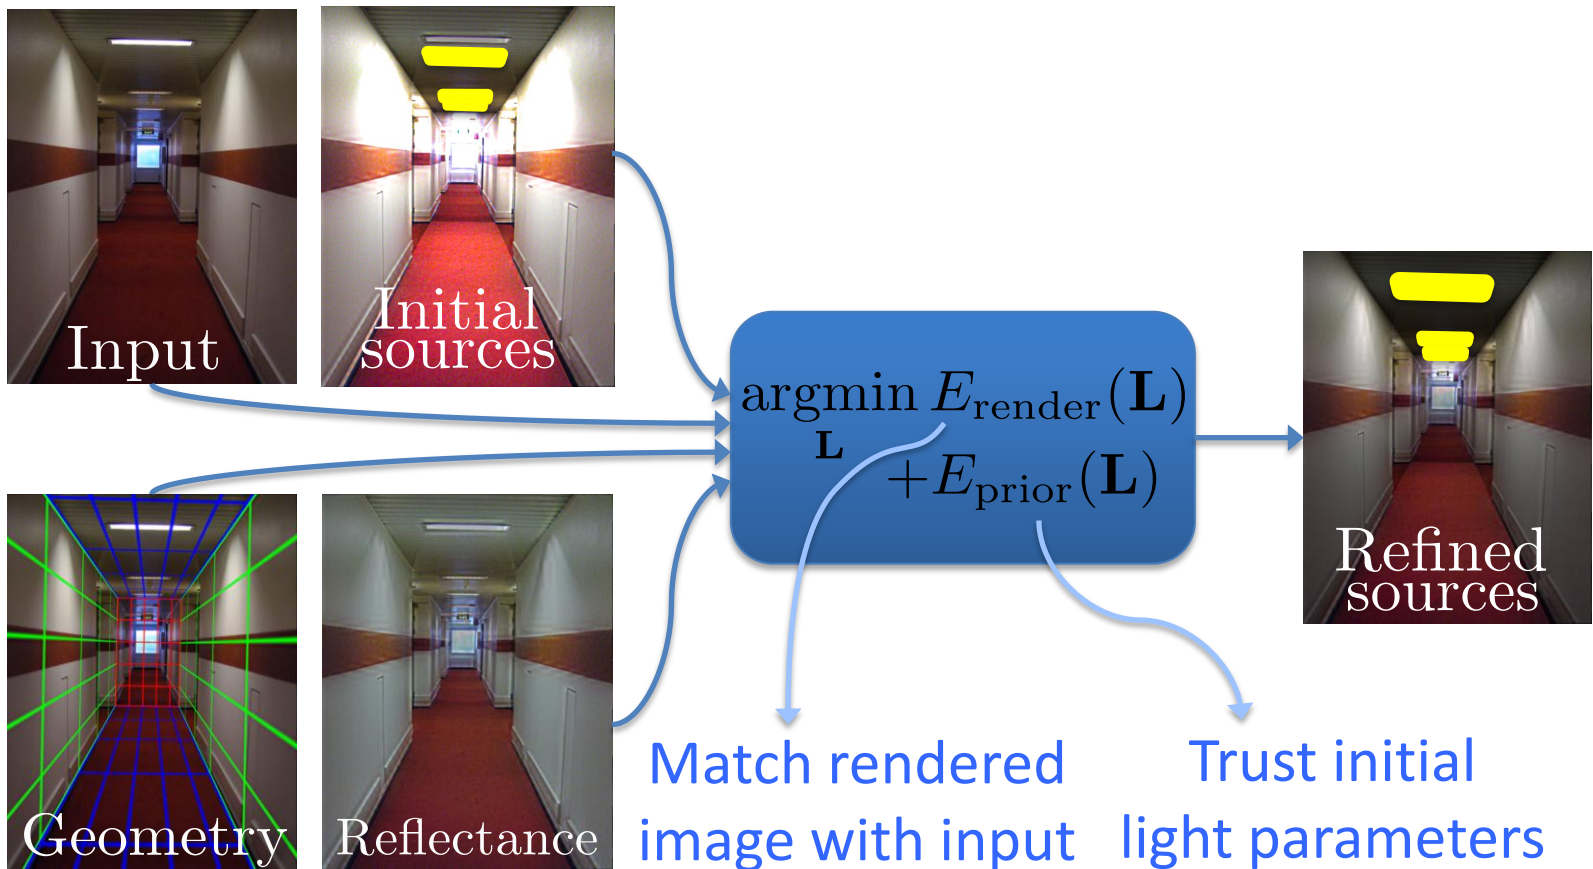 Input
Initial
sources
argmin E_render(L)
L
+E_prior(L)
Refined
sources
Geometry
Reflectance
Match rendered
image with input
Trust initial
light parameters